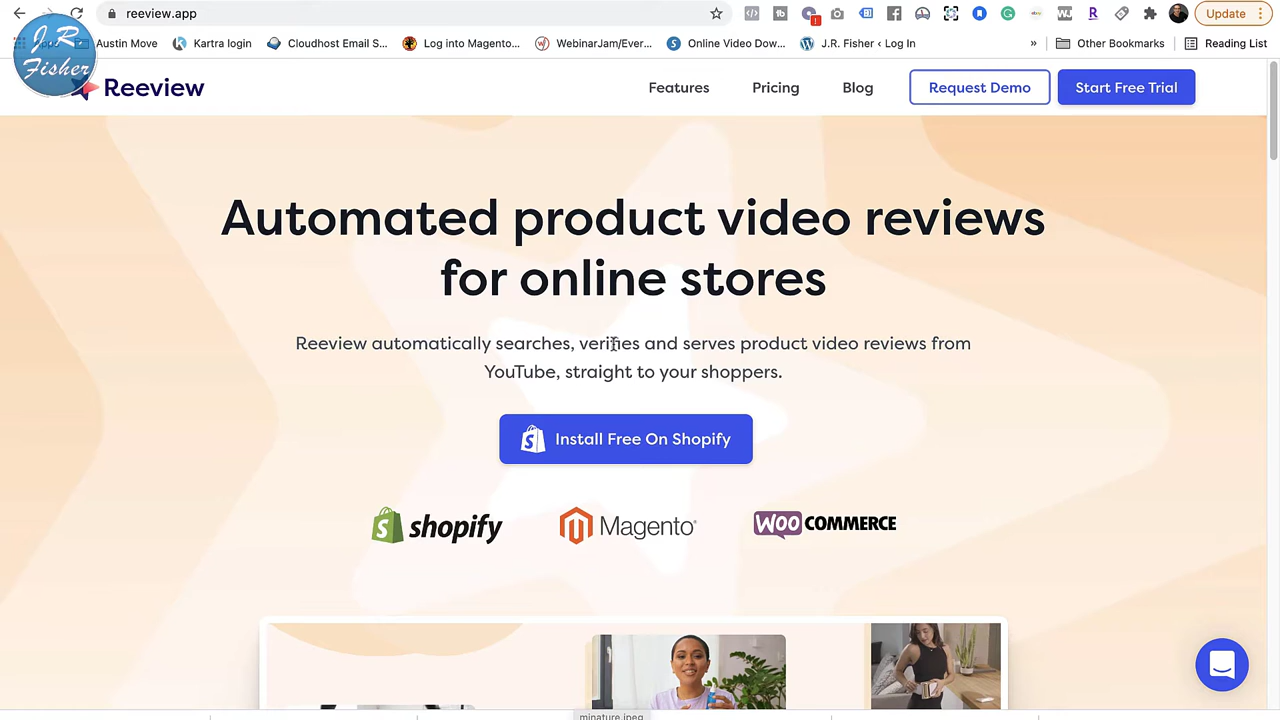 reeview.app
Update
Apps
Austin Move
Kartra login
Cloudhost Email S...
Log into Magento...
WebinarJam/Ever...
Online Video Dow...
J.R. Fisher ‹ Log In
»
Other Bookmarks
Reading List
J.R.
Fisher
Reeview
Features
Pricing
Blog
Request Demo
Start Free Trial
Automated product video reviews
for online stores
Reeview automatically searches, verifies and serves product video reviews from
YouTube, straight to your shoppers.
Install Free On Shopify
shopify
Magento
WOO COMMERCE
minature.jpeg